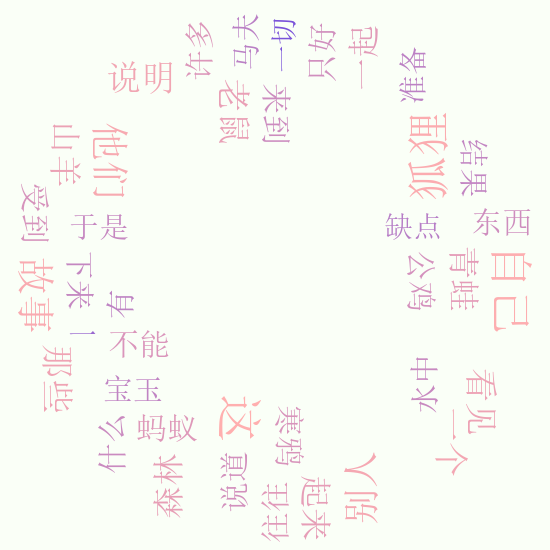 许多
马夫
一切
只好
一起
准备
说明
老鼠
来到
狐狸
结果
山羊
他们
受到
于是
缺点
东西
故事
下来
有
公鸡
青蛙
自己
一
不能
那些
宝玉
水中
看见
什么
蚂蚁
这
寒鸦
一个
森林
说道
往往
起来
别人